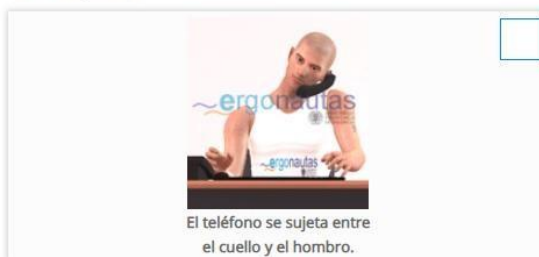 ~ergonautas
~ergonautas
El teléfono se sujeta entre
el cuello y el hombro.